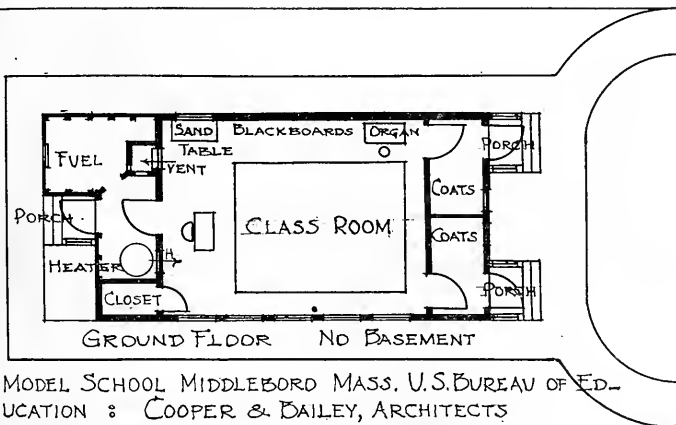 SAND BLACKBOARDS ORGAN
TABLE
PORCH
FUEL
VENT
COATS
PORCH
CLASS ROOM
COATS
HEATER
H
PORCH
CLOSET
GROUND FLOOR NO BASEMENT
MODEL SCHOOL MIDDLEBORO MASS. U.S. BUREAU OF ED-
UCATION : COOPER & BAILEY, ARCHITECTS